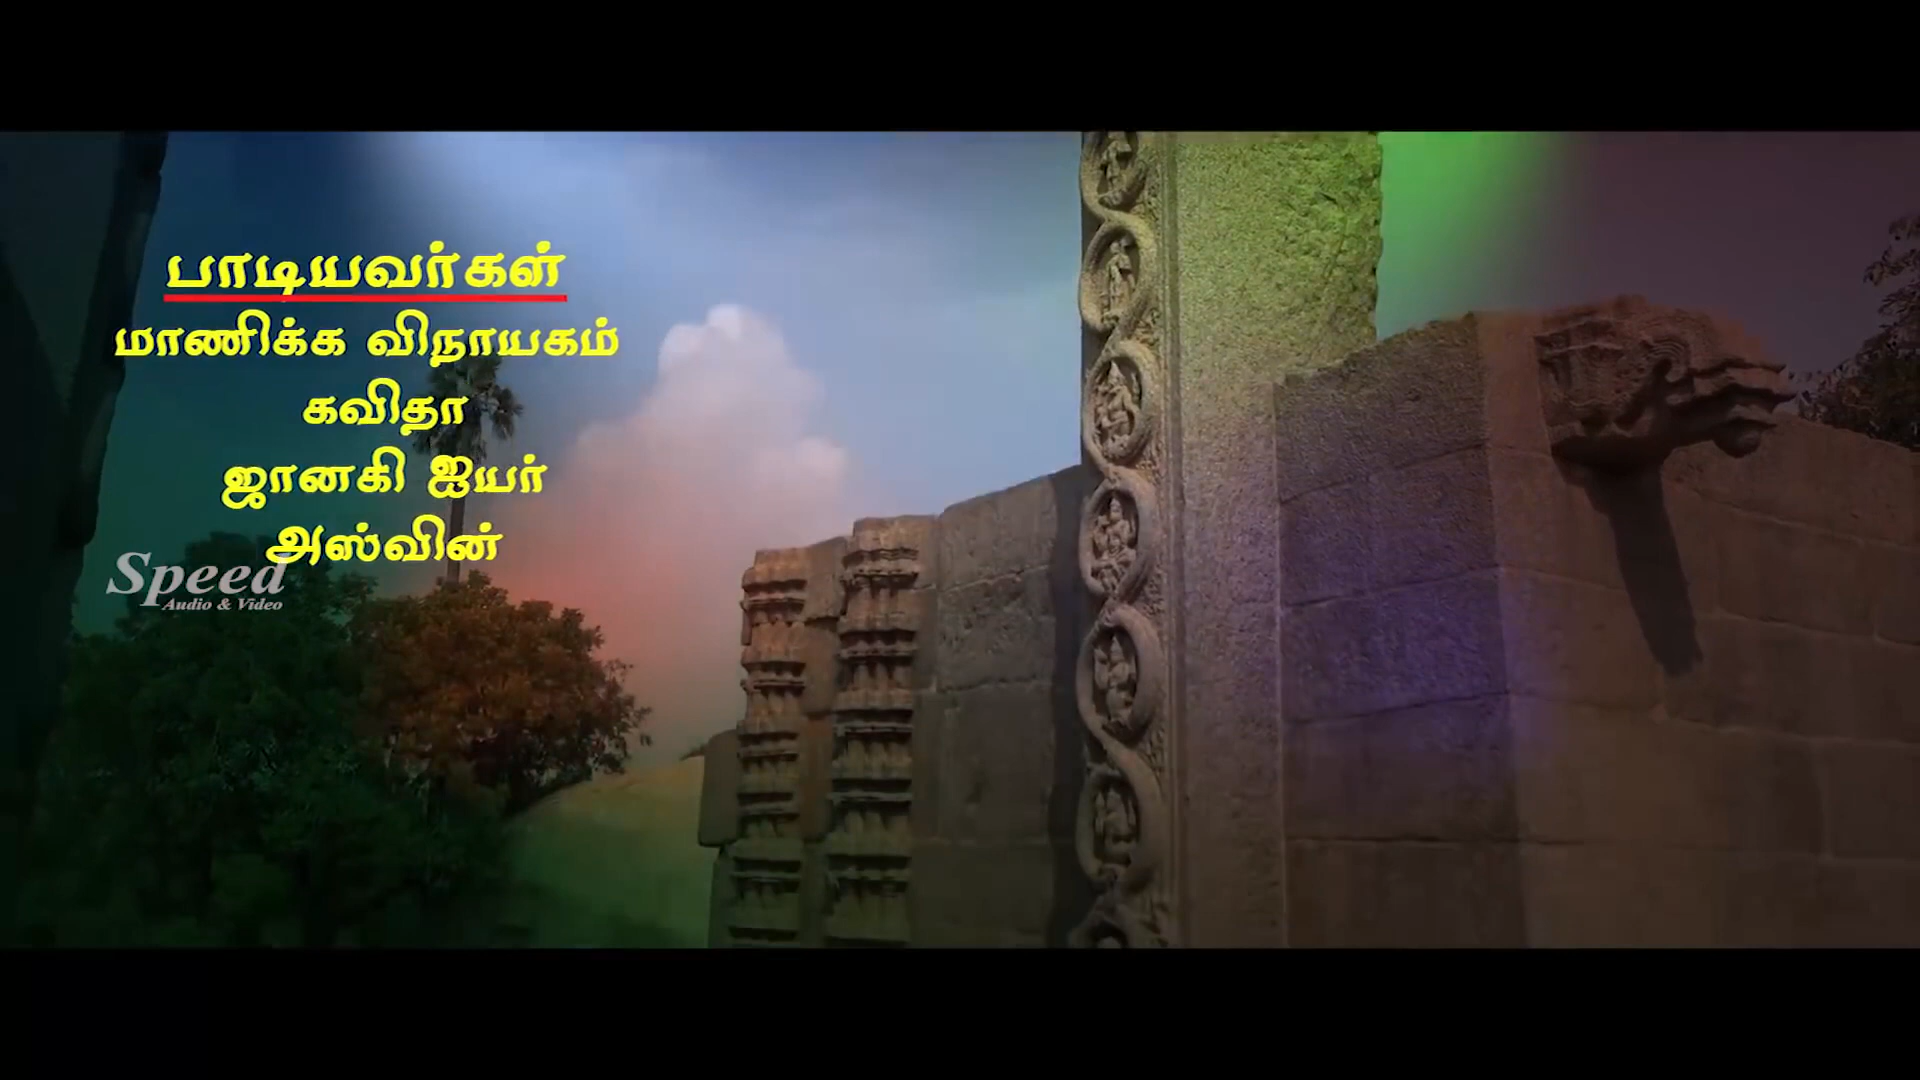 பாடியவர்கள்
மாணிக்க விநாயகம்
கவிதா
ஜானகி ஐயர்
அஸ்வின்
Speed
Audio & Video